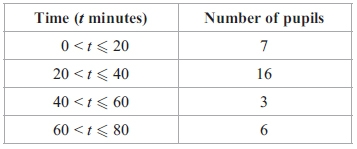 Time (t minutes) Number of pupils
0 < t ⩽ 20 7
20 < t ⩽ 40 16
40 < t ⩽ 60 3
60 < t ⩽ 80 6